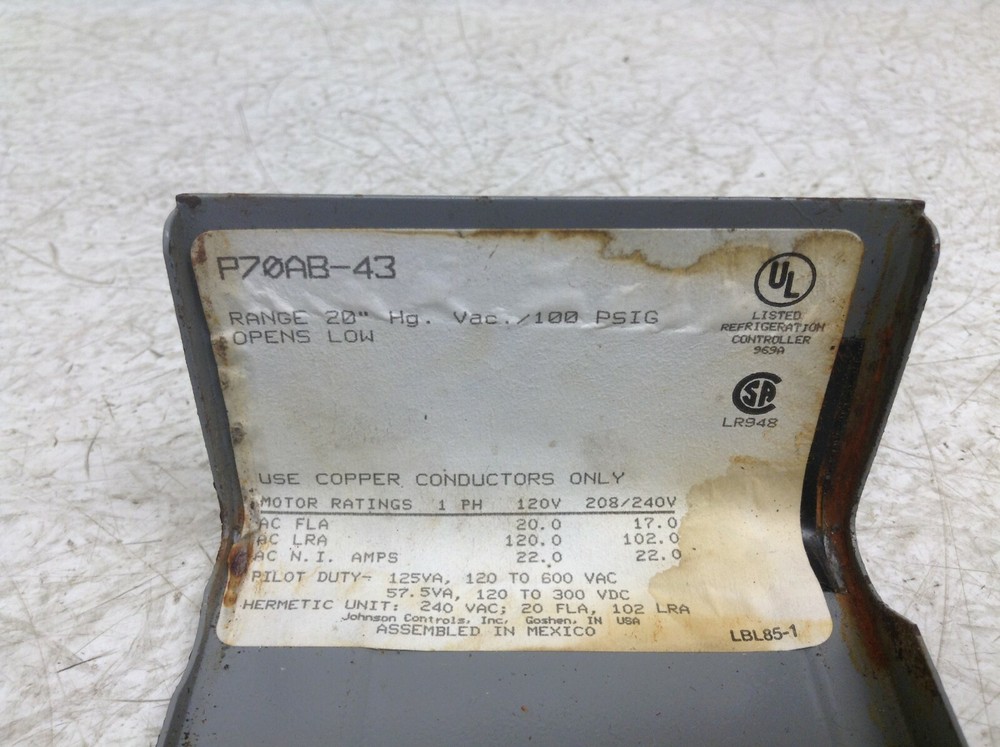 P70AB-43
RANGE 20" Hg. Vac./100 PSIG
OPENS LOW
UL
LISTED
REFRIGERATION
CONTROLLER
969A
SA
LR948
USE COPPER CONDUCTORS ONLY
MOTOR RATINGS 1 PH 120V 208/240V
AC FLA 20.0 17.0
AC LRA 120.0 102.0
AC N.I. AMPS 22.0 22.0
PILOT DUTY- 125VA, 120 TO 600 VAC
57.5VA, 120 TO 300 VDC
HERMETIC UNIT: 240 VAC; 20 FLA, 102 LRA
Johnson Controls, Inc. Goshen, IN USA
ASSEMBLED IN MEXICO
LBL85-1